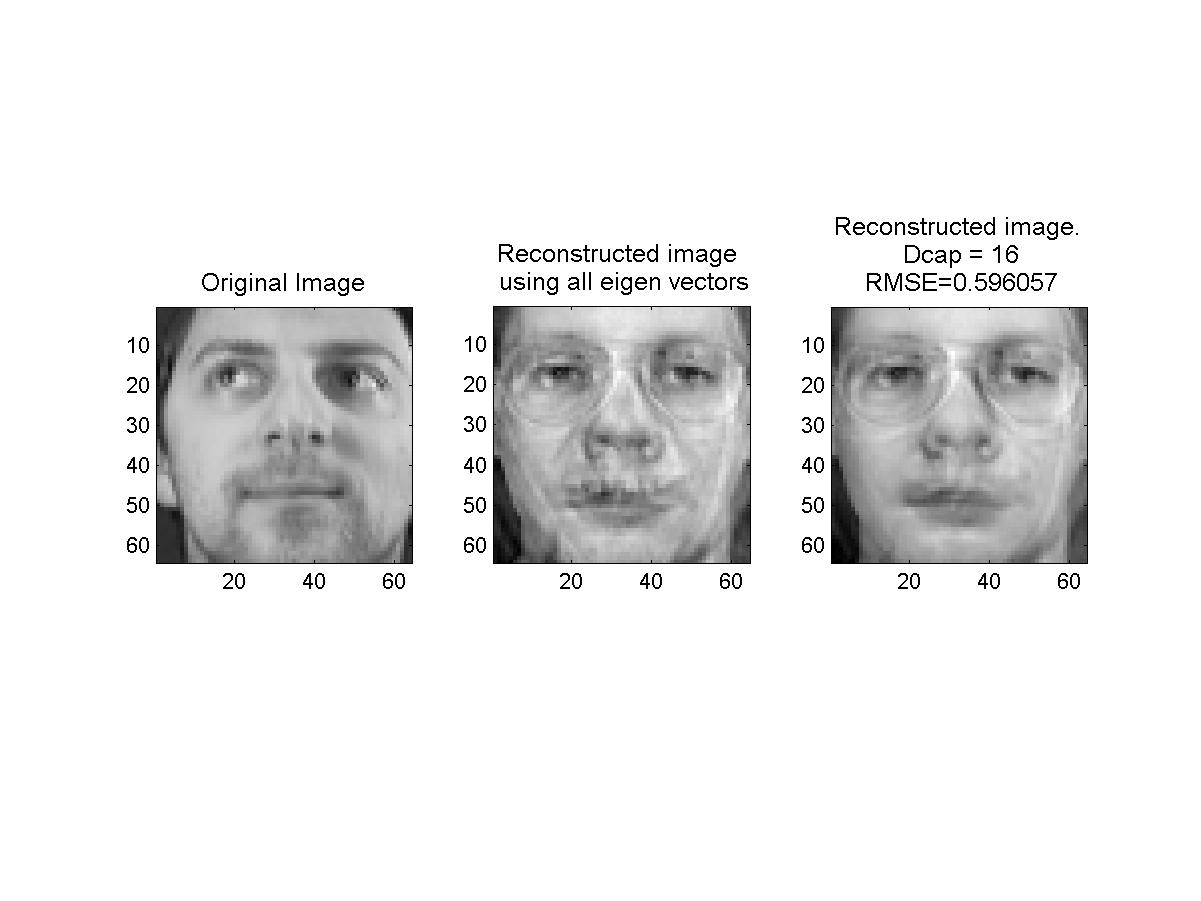 Original Image
10
20
30
40
50
60
20 40 60
Reconstructed image
using all eigen vectors
10
20
30
40
50
60
20 40 60
Reconstructed image.
Dcap = 16
RMSE=0.596057
10
20
30
40
50
60
20 40 60